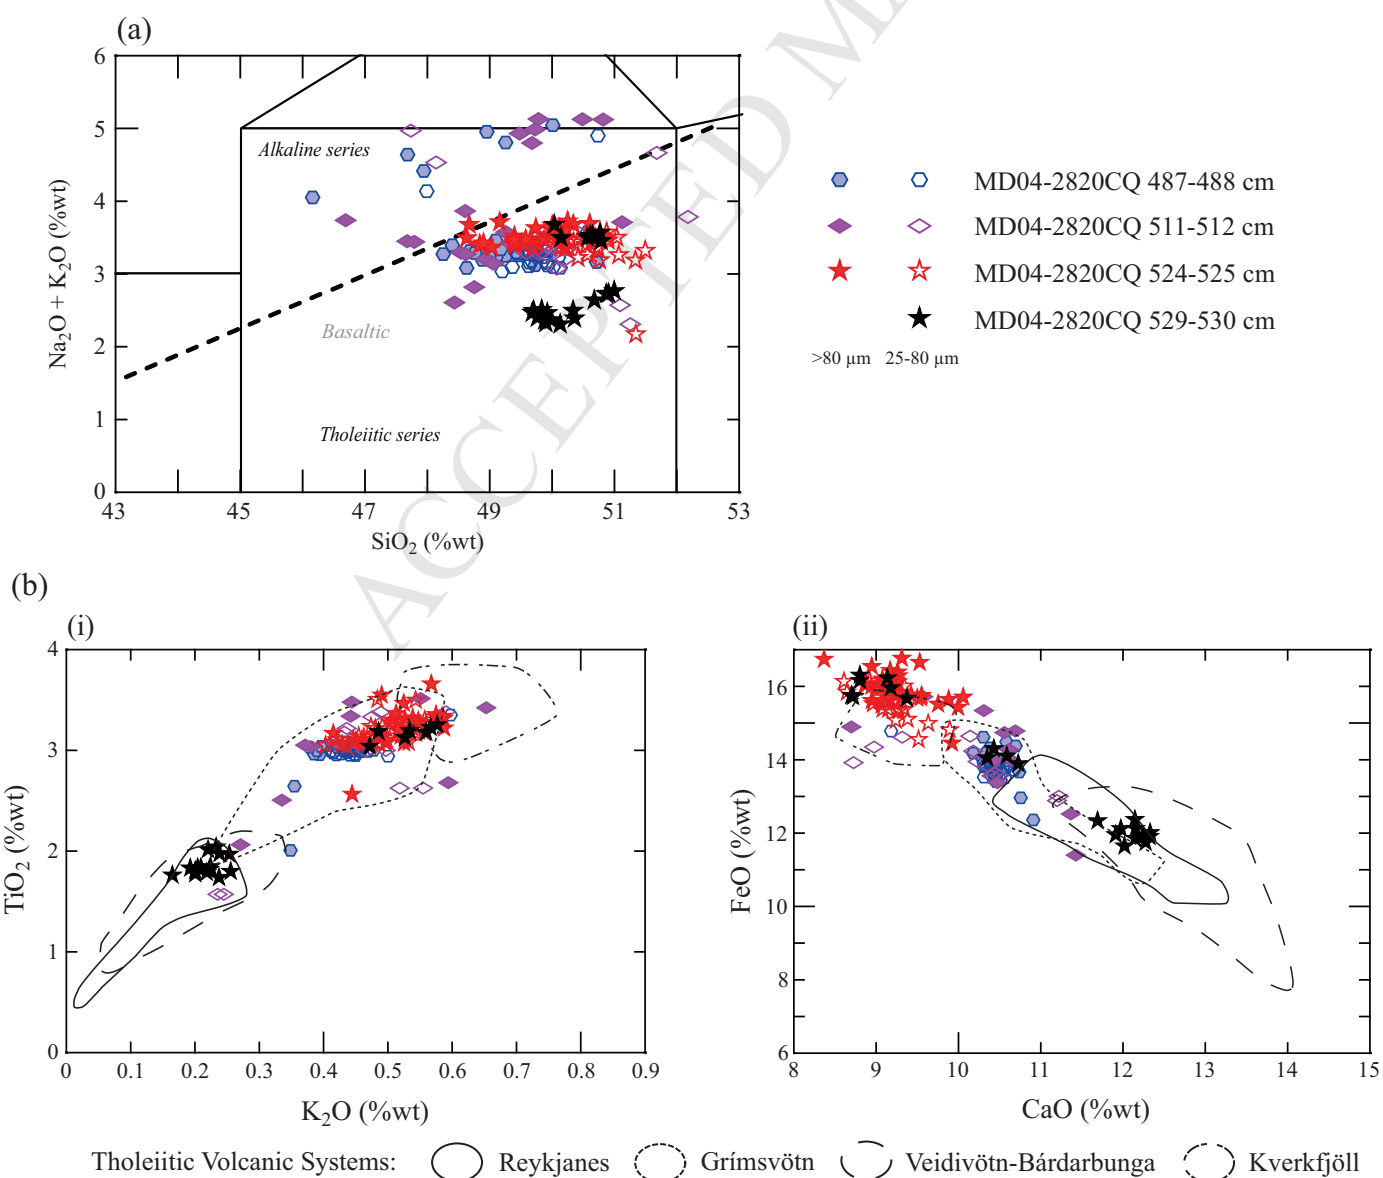 (a)
6
5
4
3
2
1
0
Na₂O + K₂O (%wt)
Alkaline series
Basaltic
Tholeiitic series
43 45 47 49 51 53
SiO₂ (%wt)
MD04-2820CQ 487-488 cm
MD04-2820CQ 511-512 cm
MD04-2820CQ 524-525 cm
MD04-2820CQ 529-530 cm
>80 µm 25-80 µm
ACCEPTED M
(b)
(i)
4
3
2
1
0
TiO₂ (%wt)
0 0.1 0.2 0.3 0.4 0.5 0.6 0.7 0.8 0.9
K₂O (%wt)
(ii)
16
14
12
10
8
6
FeO (%wt)
8 9 10 11 12 13 14 15
CaO (%wt)
Tholeiitic Volcanic Systems: Reykjanes Grímsvötn Veidivötn-Bárdarbunga Kverkfjöll